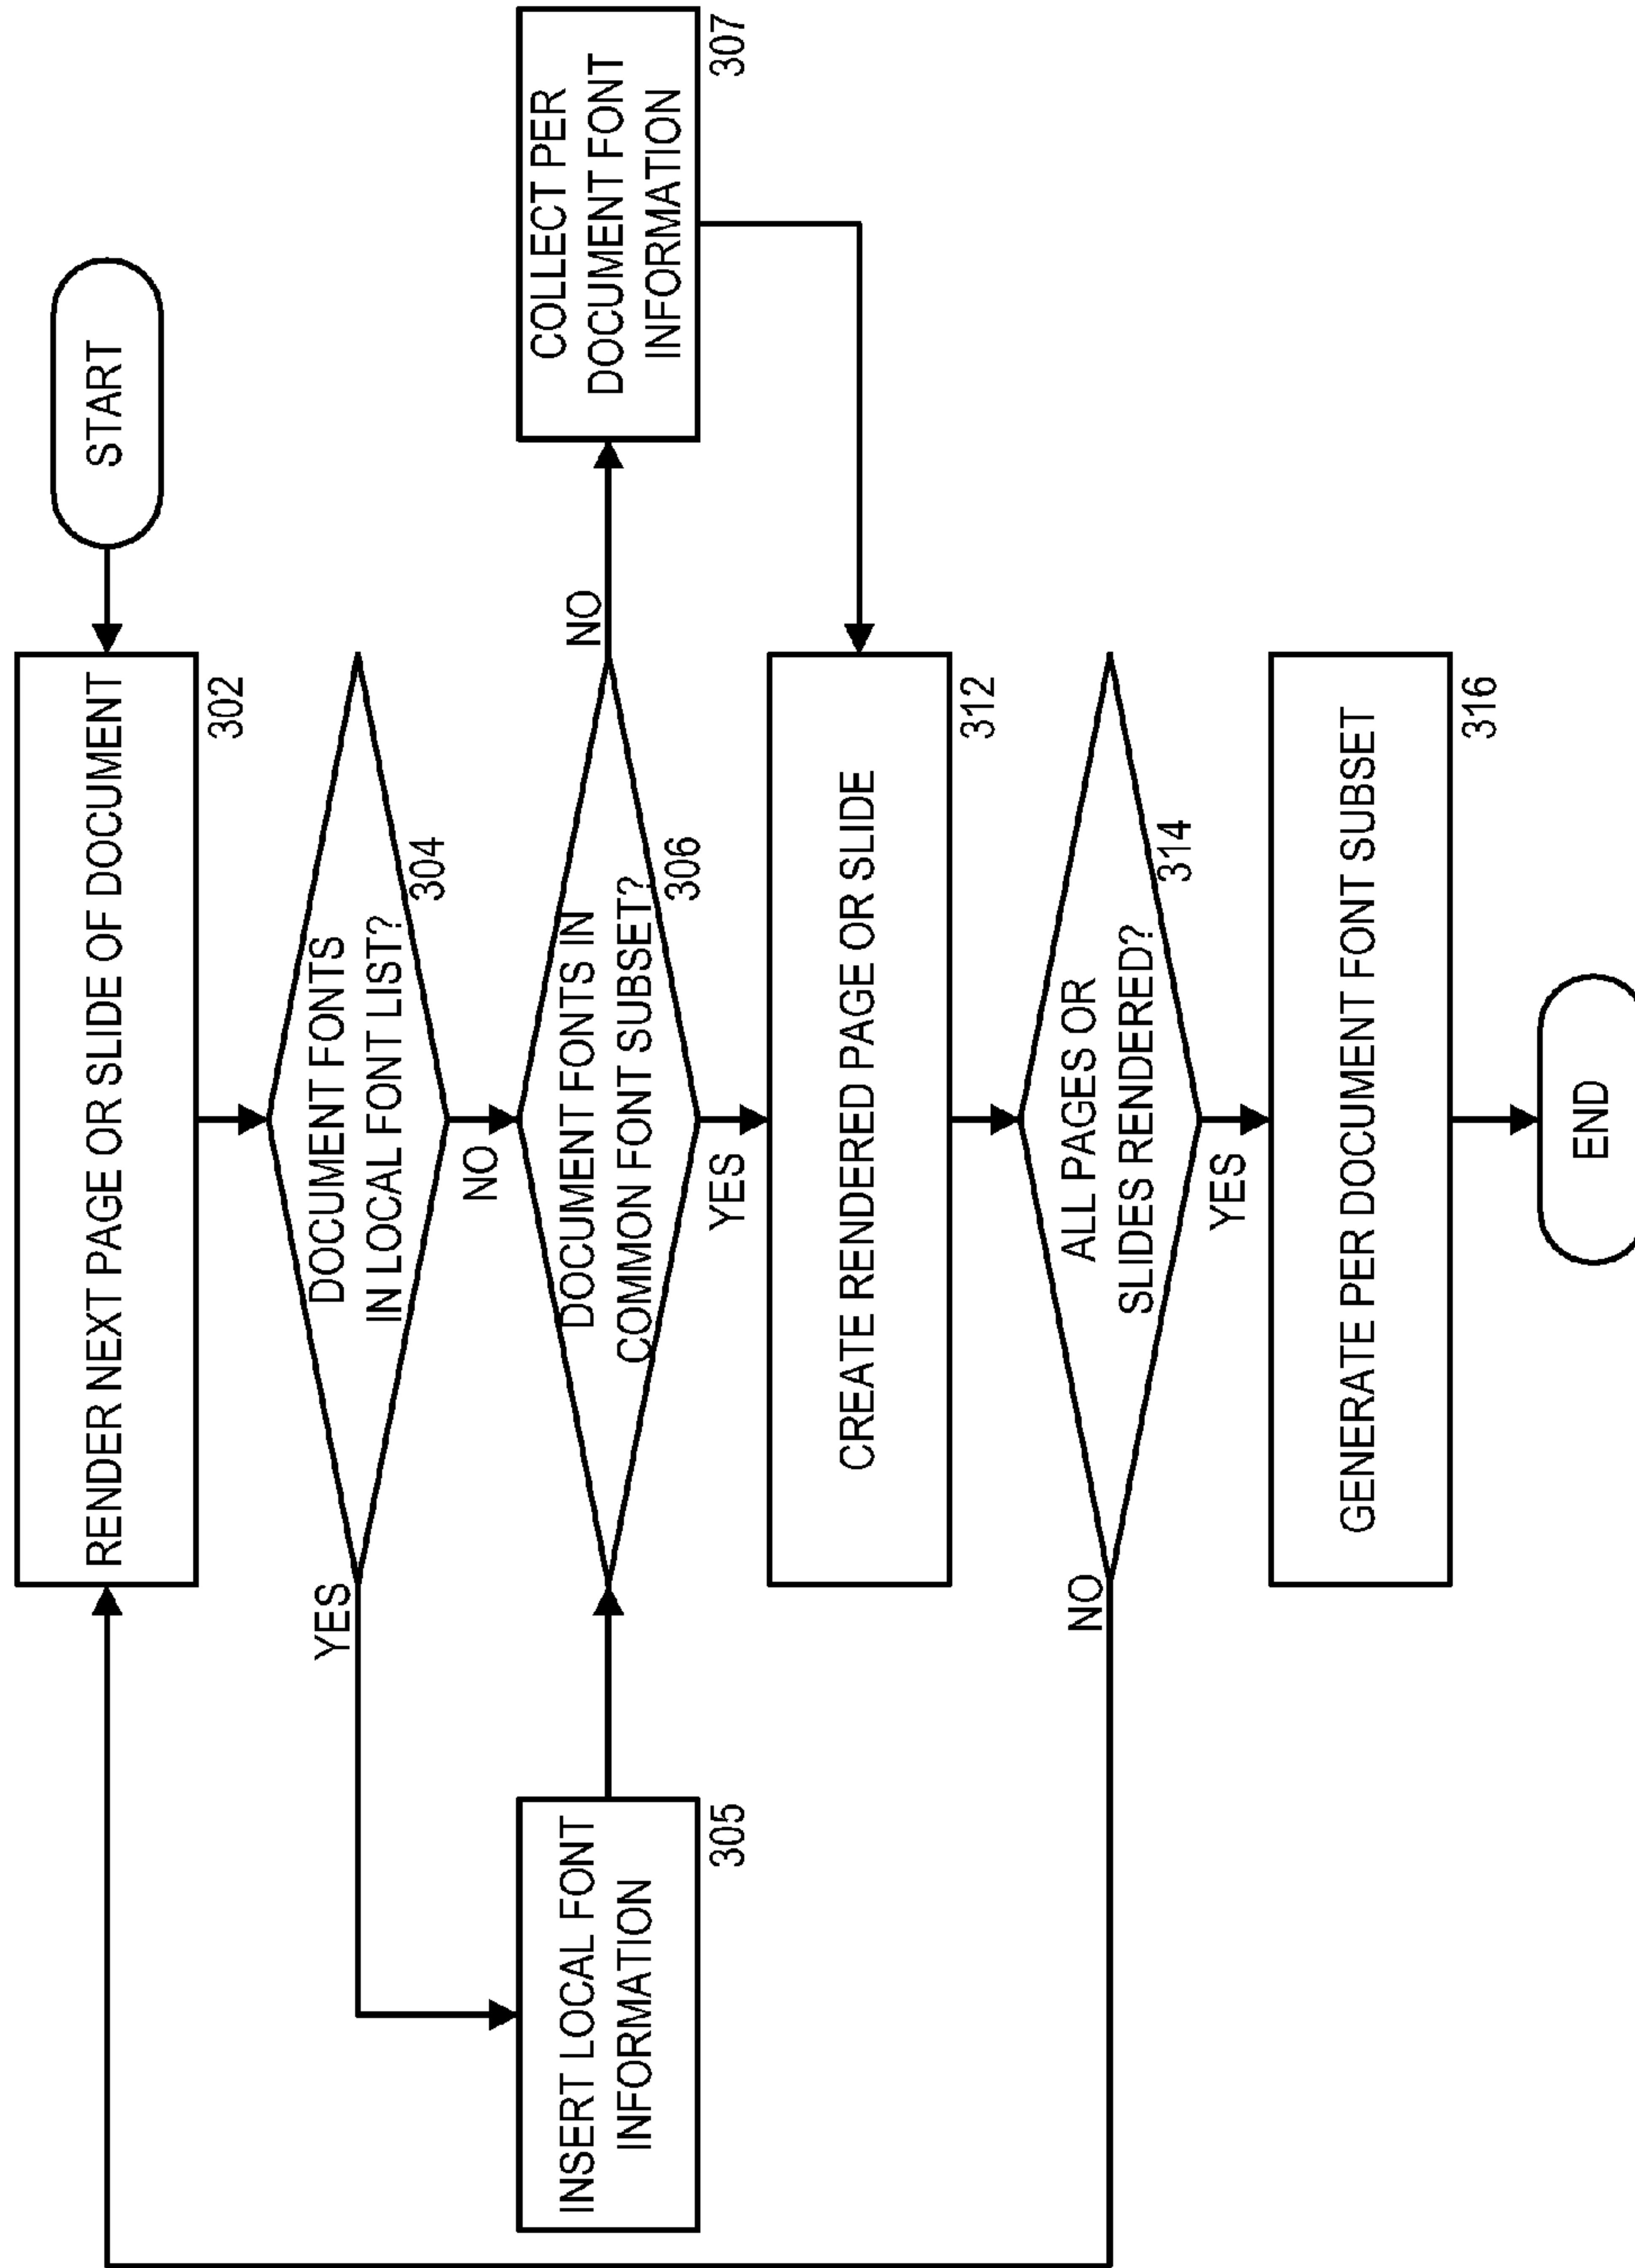 START
RENDER NEXT PAGE OR SLIDE OF DOCUMENT
302
DOCUMENT FONTS
IN LOCAL FONT LIST?
304
YES
NO
INSERT LOCAL FONT
INFORMATION
305
DOCUMENT FONTS IN
COMMON FONT SUBSET?
306
NO
YES
COLLECT PER
DOCUMENT FONT
INFORMATION
307
CREATE RENDERED PAGE OR SLIDE
312
ALL PAGES OR
SLIDES RENDERED?
314
NO
YES
GENERATE PER DOCUMENT FONT SUBSET
316
END